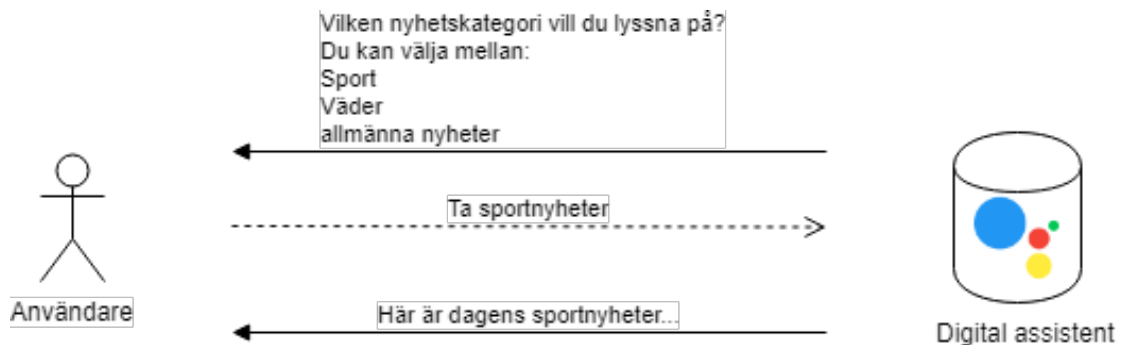 Vilken nyhetskategori vill du lyssna på?
Du kan välja mellan:
Sport
Väder
allmänna nyheter
Ta sportnyheter
Användare
Här är dagens sportnyheter...
Digital assistent